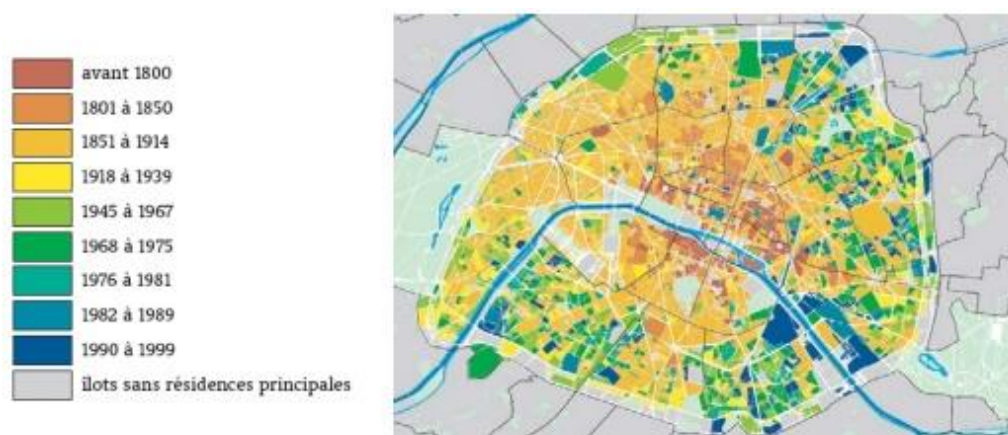 avant 1800
1801 à 1850
1851 à 1914
1918 à 1939
1945 à 1967
1968 à 1975
1976 à 1981
1982 à 1989
1990 à 1999
ilots sans résidences principales